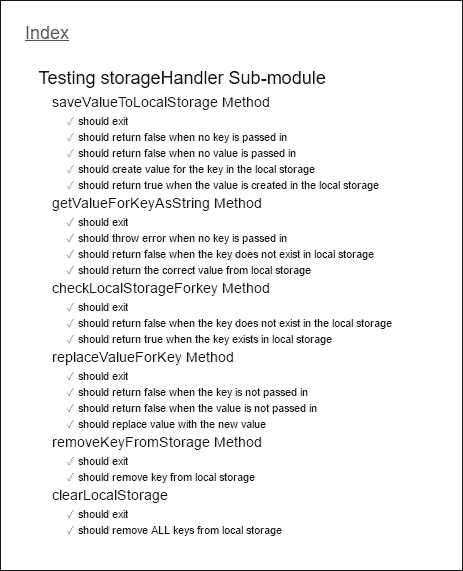 Index
Testing storageHandler Sub-module
saveValueToLocalStorage Method
✓ should exit
✓ should return false when no key is passed in
✓ should return false when no value is passed in
✓ should create value for the key in the local storage
✓ should return true when the value is created in the local storage
getValueForKeyAsString Method
✓ should exit
✓ should throw error when no key is passed in
✓ should return false when the key does not exist in local storage
✓ should return the correct value from local storage
checkLocalStorageForkey Method
✓ should exit
✓ should return false when the key does not exist in the local storage
✓ should return true when the key exists in local storage
replaceValueForKey Method
✓ should exit
✓ should return false when the key is not passed in
✓ should return false when the value is not passed in
✓ should replace value with the new value
removeKeyFromStorage Method
✓ should exit
✓ should remove key from local storage
clearLocalStorage
✓ should exit
✓ should remove ALL keys from local storage